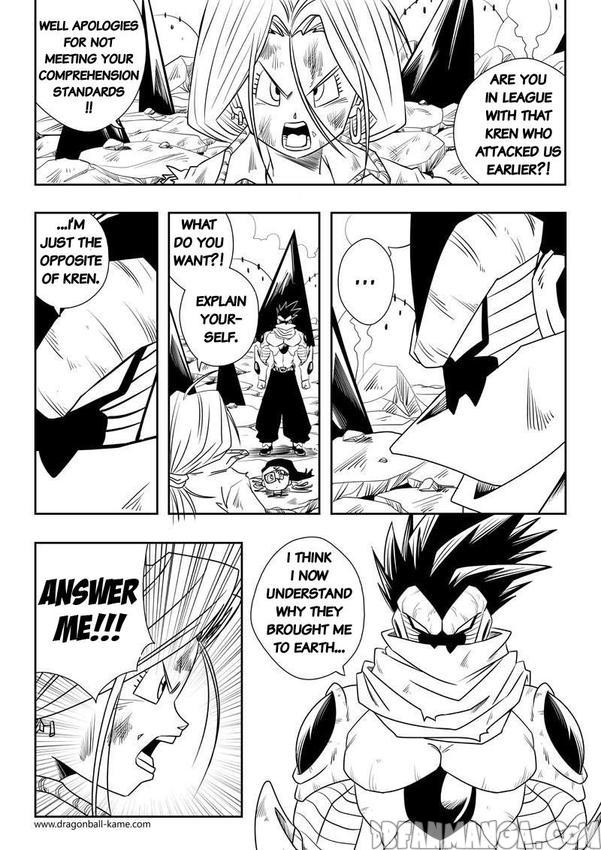 WELL APOLOGIES
FOR NOT
MEETING YOUR
COMPREHENSION
STANDARDS
!!
ARE YOU
IN LEAGUE
WITH THAT
KREN WHO
ATTACKED US
EARLIER?!
...I'M
JUST THE
OPPOSITE
OF KREN.
WHAT
DO YOU
WANT?!
EXPLAIN
YOUR-
SELF.
...
ANSWER
ME!!!
I THINK
I NOW
UNDERSTAND
WHY THEY
BROUGHT ME
TO EARTH...
www.dragonball-kame.com
DBFANMANGA.COM